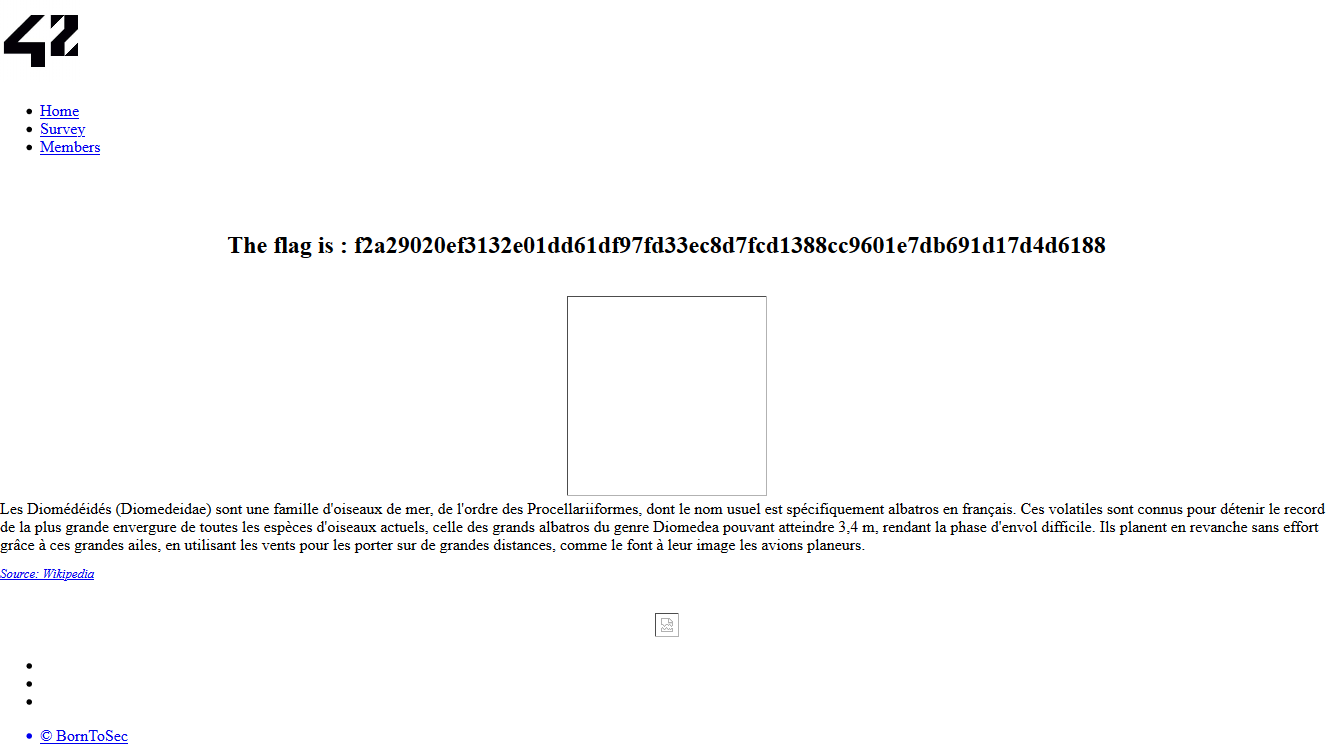 42
Home
Survey
Members
The flag is : f2a29020ef3132e01dd61df97fd33ec8d7fcd1388cc9601e7db691d17d4d6188
Les Diomédéidés (Diomedeidae) sont une famille d'oiseaux de mer, de l'ordre des Procellariiformes, dont le nom usuel est spécifiquement albatros en français. Ces volatiles sont connus pour détenir le record
de la plus grande envergure de toutes les espèces d'oiseaux actuels, celle des grands albatros du genre Diomedea pouvant atteindre 3,4 m, rendant la phase d'envol difficile. Ils planent en revanche sans effort
grâce à ces grandes ailes, en utilisant les vents pour les porter sur de grandes distances, comme le font à leur image les avions planeurs.
Source: Wikipedia
© BornToSec